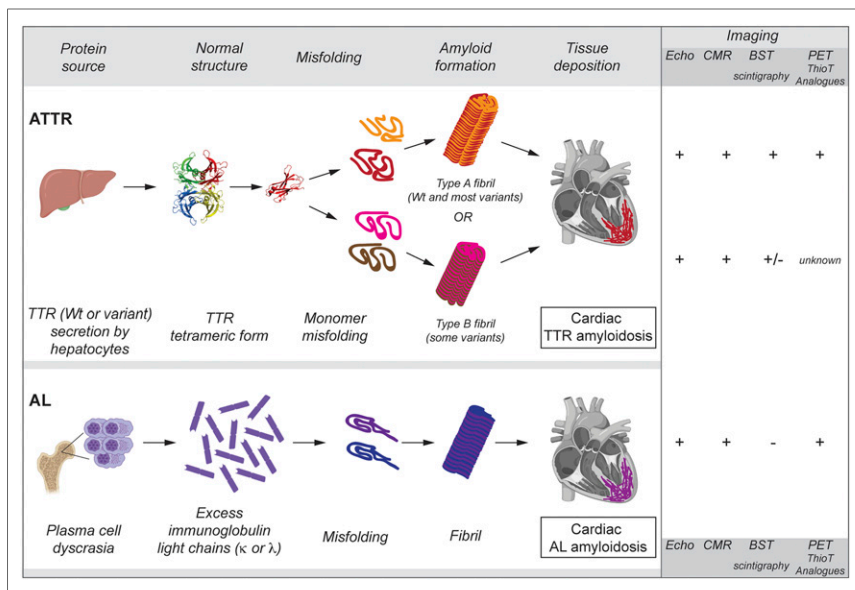 Imaging
Protein
source
Normal
structure
Misfolding
Amyloid
formation
Tissue
deposition
Echo CMR BST PET
scintigraphy
ThioT
Analogues
ATTR
Type A fibril
(Wt and most variants)
OR
+ + + +
+ + +/- unknown
TTR (Wt or variant)
secretion by
hepatocytes
TTR
tetrameric form
Monomer
misfolding
Type B fibril
(some variants)
Cardiac
TTR amyloidosis
AL
+ + - +
Plasma cell
dyscrasia
Excess
immunoglobulin
light chains (κ or λ)
Misfolding
Fibril
Cardiac
AL amyloidosis
Echo CMR BST PET
scintigraphy
ThioT
Analogues